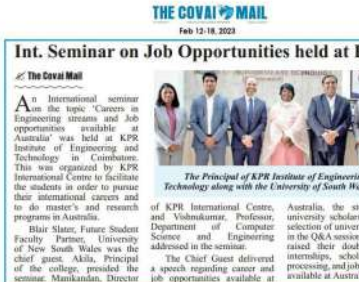 THE COVAI MAIL
Feb 12-18, 2023
Int. Seminar on Job Opportunities held at
The Covai Mail
An International seminar
on the topic 'Careers in
Engineering streams and Job
opportunities available at
Australia' was held at KPR
Institute of Engineering and
Technology in Coimbatore.
This was organized by KPR
International Centre to facilitate
the students in order to pursue
their international careers and
to do master's and research
programs in Australia.
Blair Slater, Future Student
Faculty Partner, University
of New South Wales was the
chief guest. Akila, Principal
of the college, presided the
seminar. Manikandan, Director
The Principal of KPR Institute of Engineerin
Technology along with the University of South
of KPR International Centre,
and Vishnukumar, Professor,
Department of Computer
Science and Engineering
addressed in the seminar.
The Chief Guest delivered
a speech regarding career and
job opportunities available at
Australia, the
university scholar
selection of univer
in the Q&A session
raised their doub
internships, schol
processing, and job
available at Austra